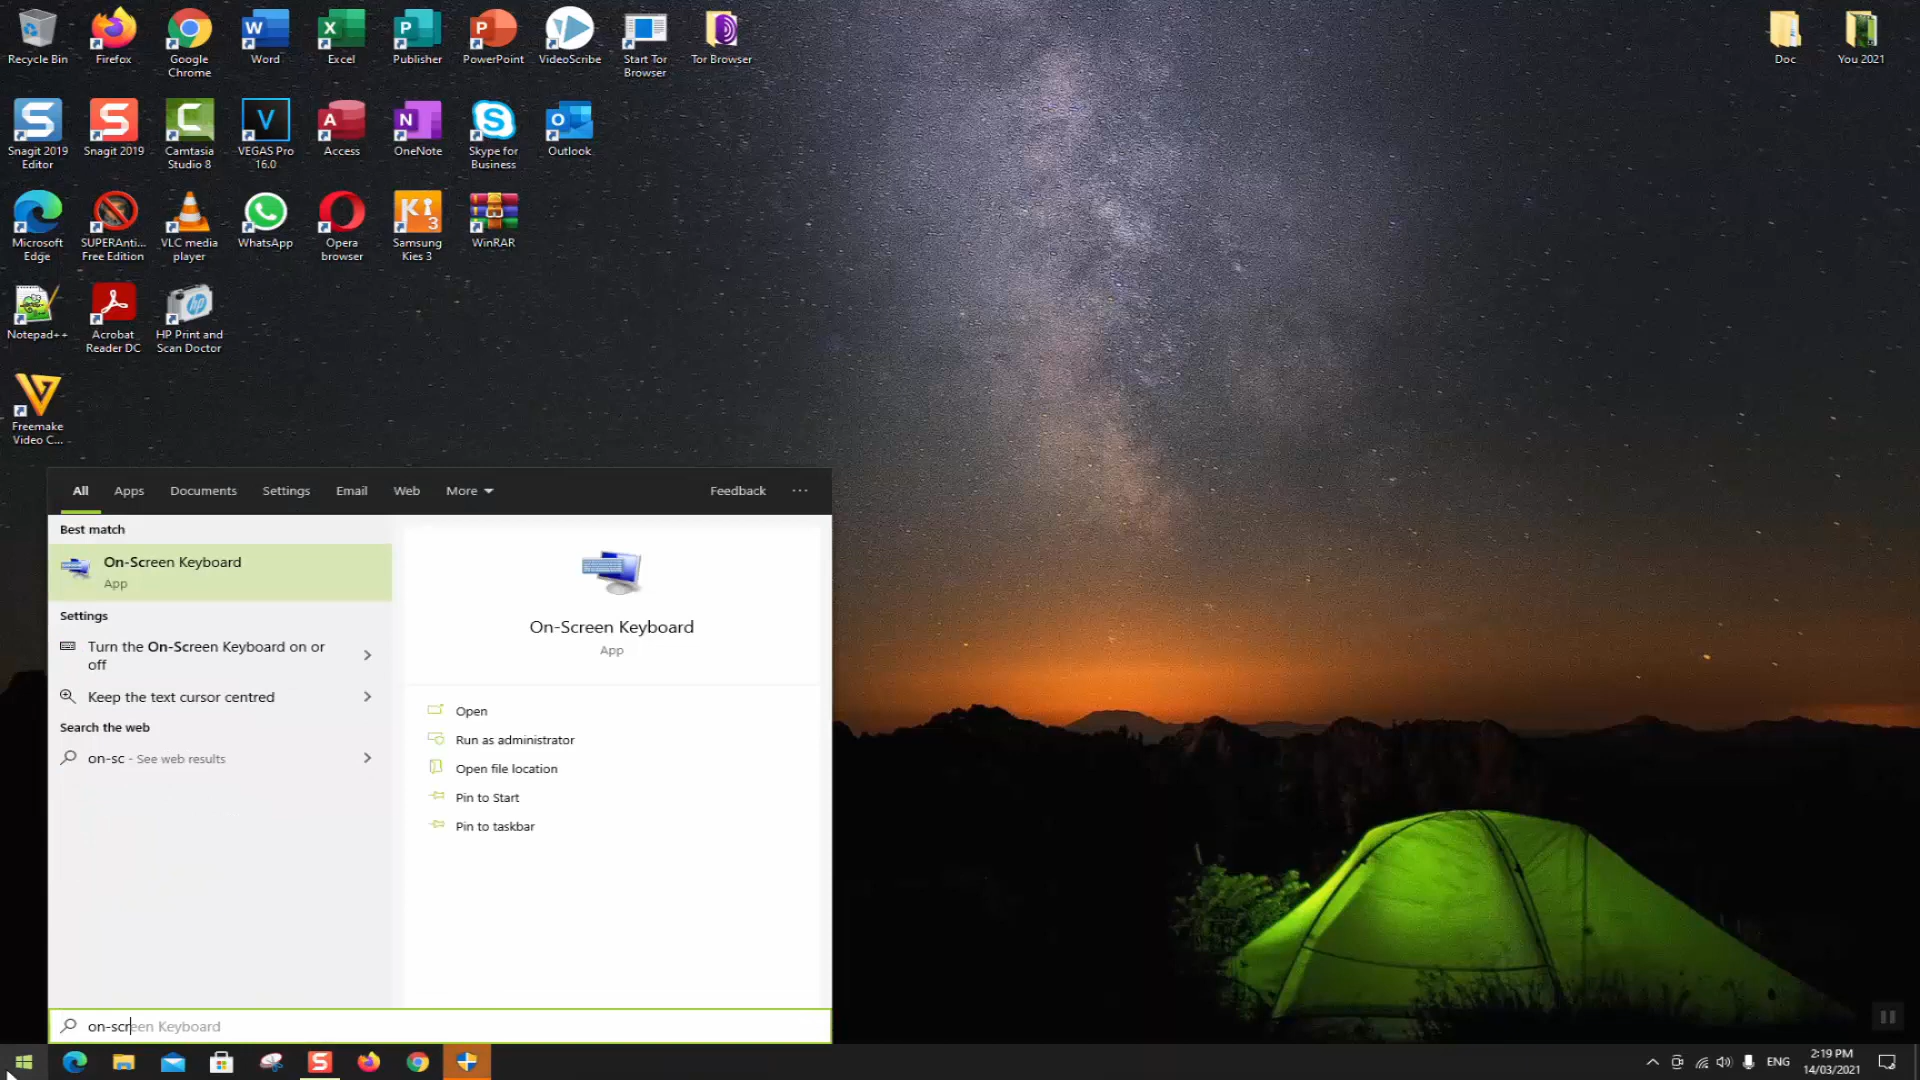 Recycle Bin
Firefox
Google
Chrome
Word
Excel
Publisher
PowerPoint
VideoScribe
Start Tor
Browser
Tor Browser
Doc
You 2021
Snagit 2019
Editor
Snagit 2019
Camtasia
Studio 8
VEGAS Pro
16.0
Access
OneNote
Skype for
Business
Outlook
Microsoft
Edge
SUPERAnti...
Free Edition
VLC media
player
WhatsApp
Opera
browser
Samsung
Kies 3
WinRAR
Notepad++
Acrobat
Reader DC
HP Print and
Scan Doctor
Freemake
Video C...
All
Apps
Documents
Settings
Email
Web
More
Feedback
...
Best match
On-Screen Keyboard
App
Settings
Turn the On-Screen Keyboard on or
off
Keep the text cursor centred
Search the web
on-sc - See web results
On-Screen Keyboard
App
Open
Run as administrator
Open file location
Pin to Start
Pin to taskbar
on-screen Keyboard
ENG
2:19 PM
14/03/2021